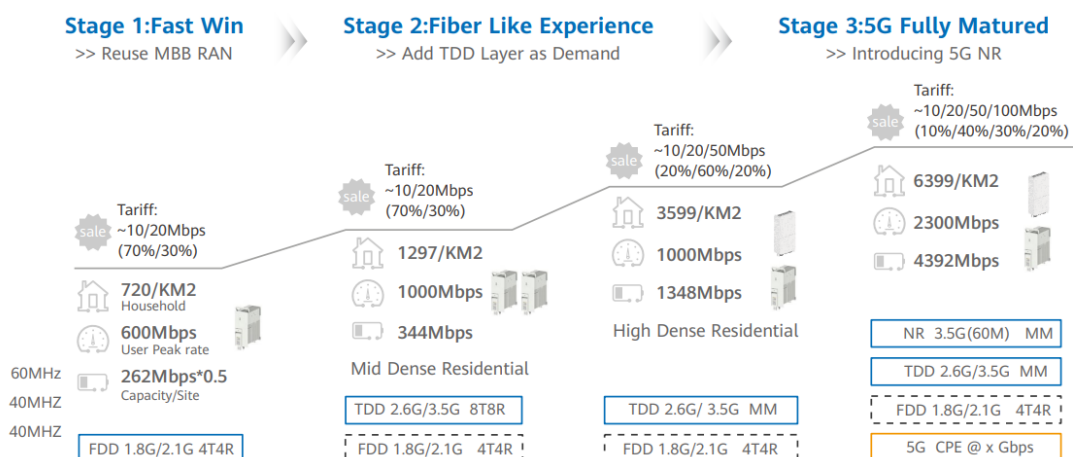 Stage 1:Fast Win
>> Reuse MBB RAN
Stage 2:Fiber Like Experience
>> Add TDD Layer as Demand
Stage 3:5G Fully Matured
>> Introducing 5G NR
sale
Tariff:
~10/20Mbps
(70%/30%)
720/KM2
Household
600Mbps
User Peak rate
262Mbps*0.5
Capacity/Site
60MHz
40MHZ
40MHZ
FDD 1.8G/2.1G 4T4R
sale
Tariff:
~10/20Mbps
(70%/30%)
1297/KM2
1000Mbps
344Mbps
Mid Dense Residential
TDD 2.6G/3.5G 8T8R
FDD 1.8G/2.1G 4T4R
sale
Tariff:
~10/20/50Mbps
(20%/60%/20%)
3599/KM2
1000Mbps
1348Mbps
High Dense Residential
TDD 2.6G/ 3.5G MM
FDD 1.8G/2.1G 4T4R
sale
Tariff:
~10/20/50/100Mbps
(10%/40%/30%/20%)
6399/KM2
2300Mbps
4392Mbps
NR 3.5G(60M) MM
TDD 2.6G/3.5G MM
FDD 1.8G/2.1G 4T4R
5G CPE @ x Gbps